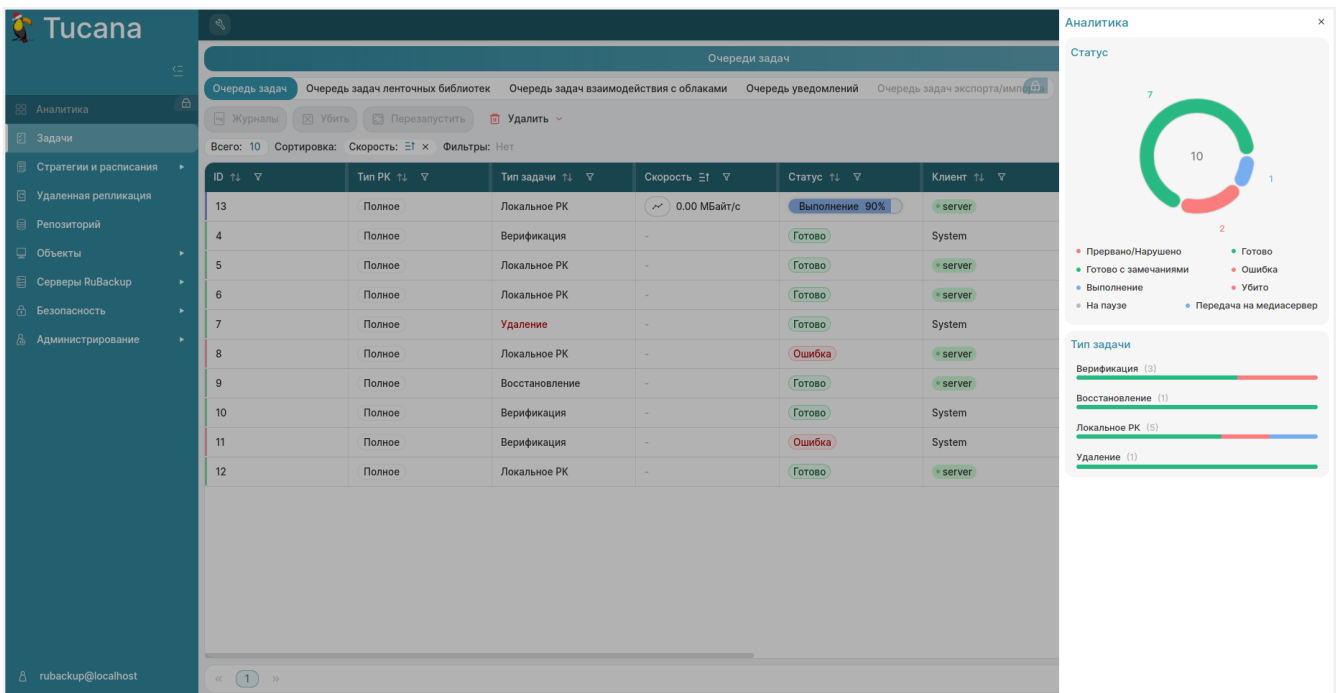 Tucana
Аналитика
Задачи
Стратегии и расписания
Удаленная репликация
Репозиторий
Объекты
Серверы RuBackup
Безопасность
Администрирование
rubackup@localhost
Очереди задач
Очередь задач Очередь задач ленточных библиотек Очередь задач взаимодействия с облаками Очередь уведомлений Очередь задач экспорта/импорта
Журналы Убить Перезапустить Удалить
Всего: 10 Сортировка: Скорость: Фильтры: Нет
ID Тип РК Тип задачи Скорость Статус Клиент
13 Полное Локальное РК 0.00 МБайт/с Выполнение 90% server
4 Полное Верификация - Готово System
5 Полное Локальное РК - Готово server
6 Полное Локальное РК - Готово server
7 Полное Удаление - Готово System
8 Полное Локальное РК - Ошибка server
9 Полное Восстановление - Готово server
10 Полное Верификация - Готово System
11 Полное Верификация - Ошибка System
12 Полное Локальное РК - Готово server
« 1 »
Аналитика ×
Статус
7
10
1
2
Прервано/Нарушено Готово
Готово с замечаниями Ошибка
Выполнение Убито
На паузе Передача на медиасервер
Тип задачи
Верификация (3)
Восстановление (1)
Локальное РК (5)
Удаление (1)